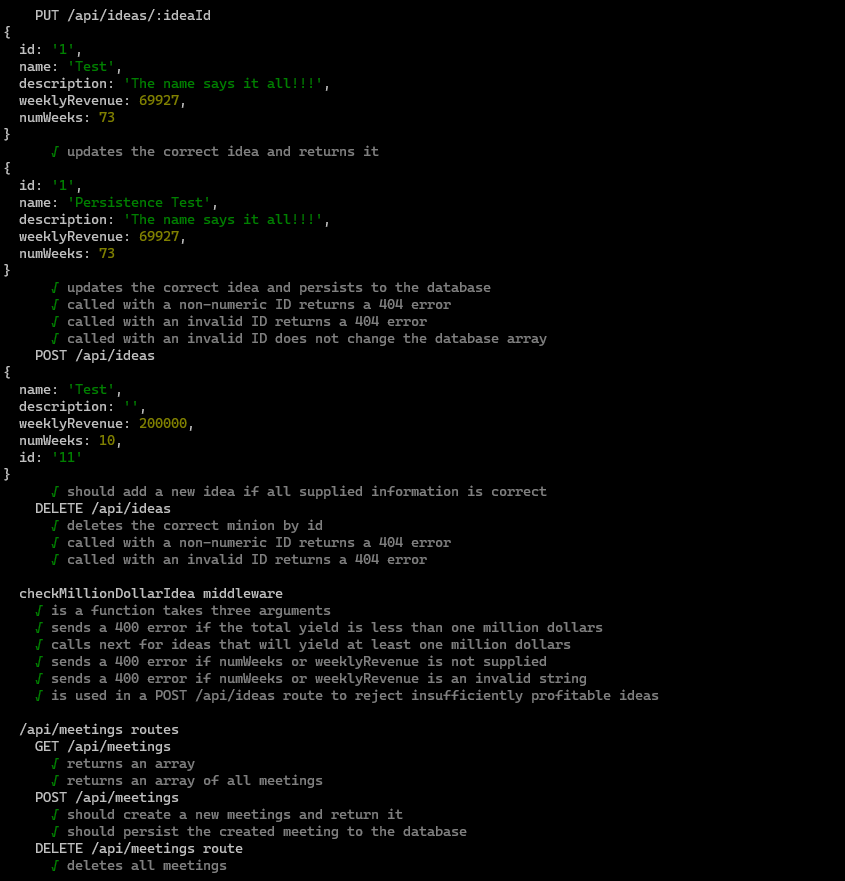 PUT /api/ideas/:ideaId
{
  id: '1',
  name: 'Test',
  description: 'The name says it all!!!',
  weeklyRevenue: 69927,
  numWeeks: 73
}
      √ updates the correct idea and returns it
{
  id: '1',
  name: 'Persistence Test',
  description: 'The name says it all!!!',
  weeklyRevenue: 69927,
  numWeeks: 73
}
      √ updates the correct idea and persists to the database
      √ called with a non-numeric ID returns a 404 error
      √ called with an invalid ID returns a 404 error
      √ called with an invalid ID does not change the database array
    POST /api/ideas
{
  name: 'Test',
  description: '',
  weeklyRevenue: 200000,
  numWeeks: 10,
  id: '11'
}
      √ should add a new idea if all supplied information is correct
    DELETE /api/ideas
      √ deletes the correct minion by id
      √ called with a non-numeric ID returns a 404 error
      √ called with an invalid ID returns a 404 error

  checkMillionDollarIdea middleware
    √ is a function takes three arguments
    √ sends a 400 error if the total yield is less than one million dollars
    √ calls next for ideas that will yield at least one million dollars
    √ sends a 400 error if numWeeks or weeklyRevenue is not supplied
    √ sends a 400 error if numWeeks or weeklyRevenue is an invalid string
    √ is used in a POST /api/ideas route to reject insufficiently profitable ideas

  /api/meetings routes
    GET /api/meetings
      √ returns an array
      √ returns an array of all meetings
    POST /api/meetings
      √ should create a new meetings and return it
      √ should persist the created meeting to the database
    DELETE /api/meetings route
      √ deletes all meetings